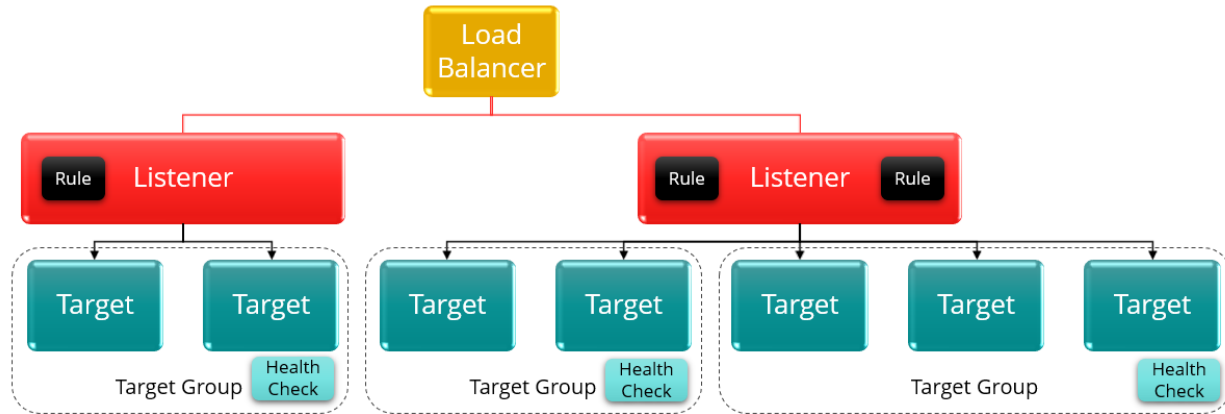 Load
Balancer
Rule
Listener
Rule
Listener
Rule
Target
Target
Target
Target
Target
Target
Target
Target Group
Health
Check
Target Group
Health
Check
Target Group
Health
Check